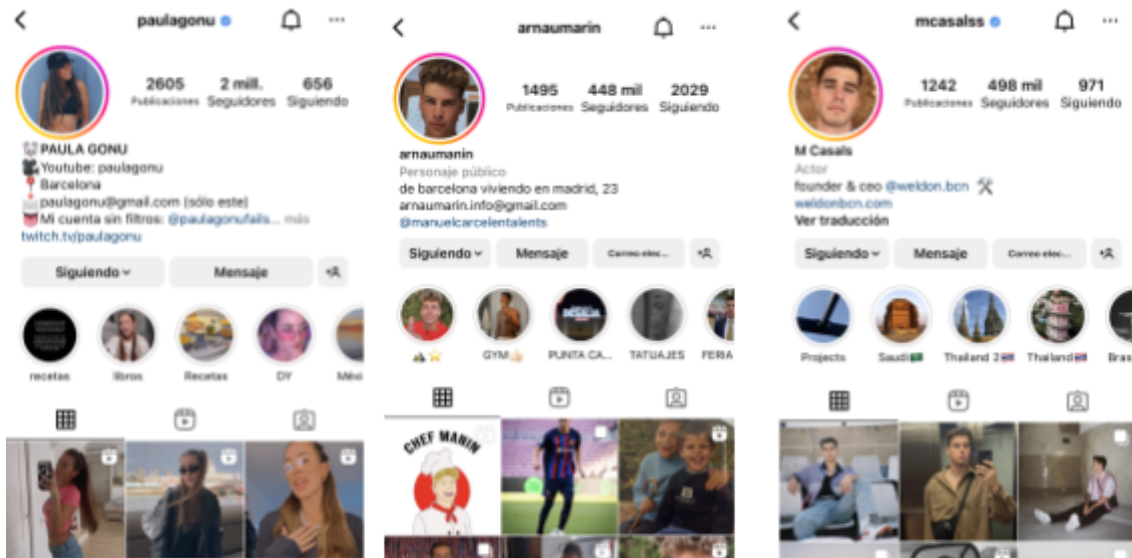 paulagonu
2605 2 mill. 656
Publicaciones Seguidores Siguiendo
PAULA GONU
Youtube: paulagonu
Barcelona
paulagonu@gmail.com (sólo este)
Mi cuenta sin filtros: @paulagonufails... más
twitch.tv/paulagonu
Siguiendo Mensaje
recetas libros Recetas DY Méxi
arnaumarin
1495 448 mil 2029
Publicaciones Seguidores Siguiendo
arnaumanin
Personaje público
de barcelona viviendo en madrid, 23
arnaumarin.info@gmail.com
@manuelcarcelentalents
Siguiendo Mensaje Correo elec...
GYM PUNTA CA... TATUAJES FERIA
CHEF MANIN
mcasalss
1242 498 mil 971
Publicaciones Seguidores Siguiendo
M Casals
Actor
founder & ceo @weldon.bcn
weldonbcn.com
Ver traducción
Siguiendo Mensaje Correo elec...
Projects Saudi Thailand 2 Thailand Bras